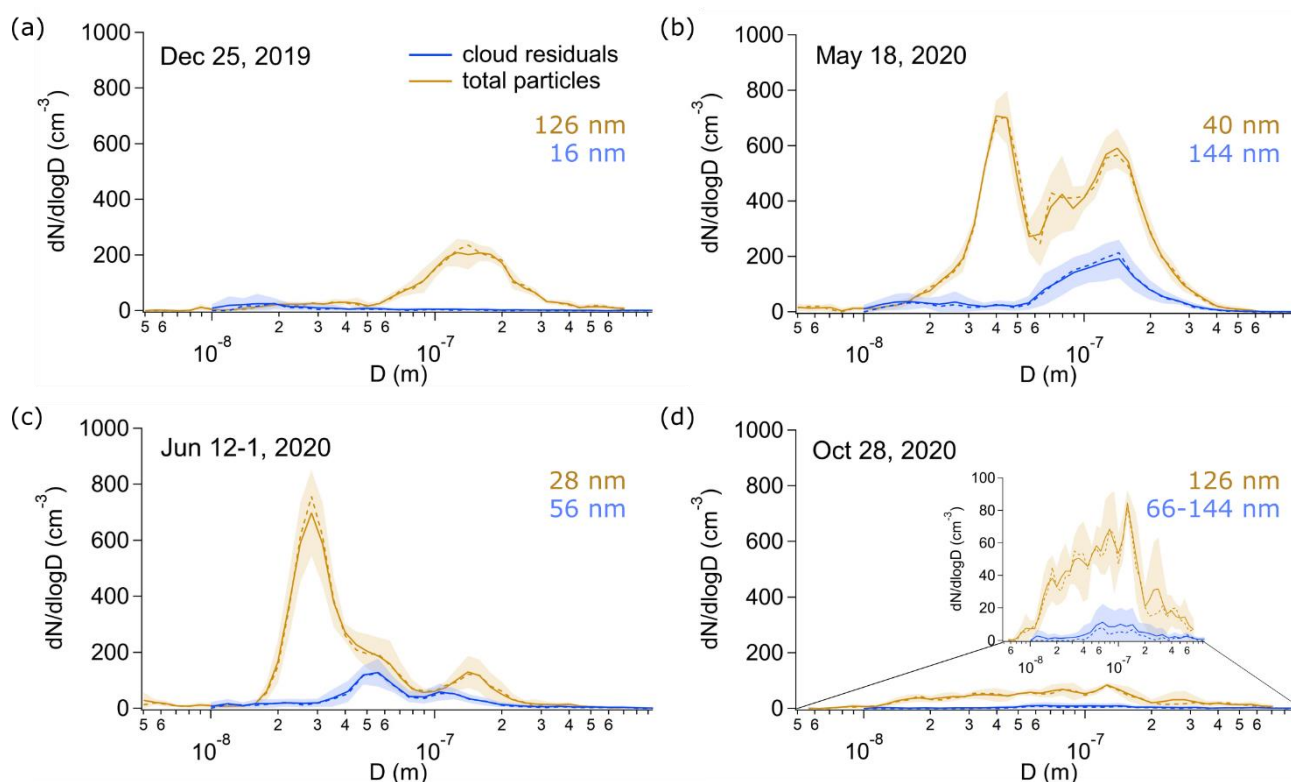 (a)
1000
800
600
400
200
0
dN/dlogD (cm⁻³)
Dec 25, 2019
cloud residuals
total particles
126 nm
16 nm
5 6 2 3 4 5 6 2 3 4 5 6
10⁻⁸ 10⁻⁷
D (m)
(b)
1000
800
600
400
200
0
dN/dlogD (cm⁻³)
May 18, 2020
40 nm
144 nm
5 6 2 3 4 5 6 2 3 4 5 6
10⁻⁸ 10⁻⁷
D (m)
(c)
1000
800
600
400
200
0
dN/dlogD (cm⁻³)
Jun 12-1, 2020
28 nm
56 nm
5 6 2 3 4 5 6 2 3 4 5 6
10⁻⁸ 10⁻⁷
D (m)
(d)
1000
800
600
400
200
0
dN/dlogD (cm⁻³)
Oct 28, 2020
126 nm
66-144 nm
100
80
60
40
20
0
dN/dlogD (cm⁻³)
6 2 3 4 5 6 2 3 4 5 6
10⁻⁸ 10⁻⁷
5 6 2 3 4 5 6 2 3 4 5 6
10⁻⁸ 10⁻⁷
D (m)